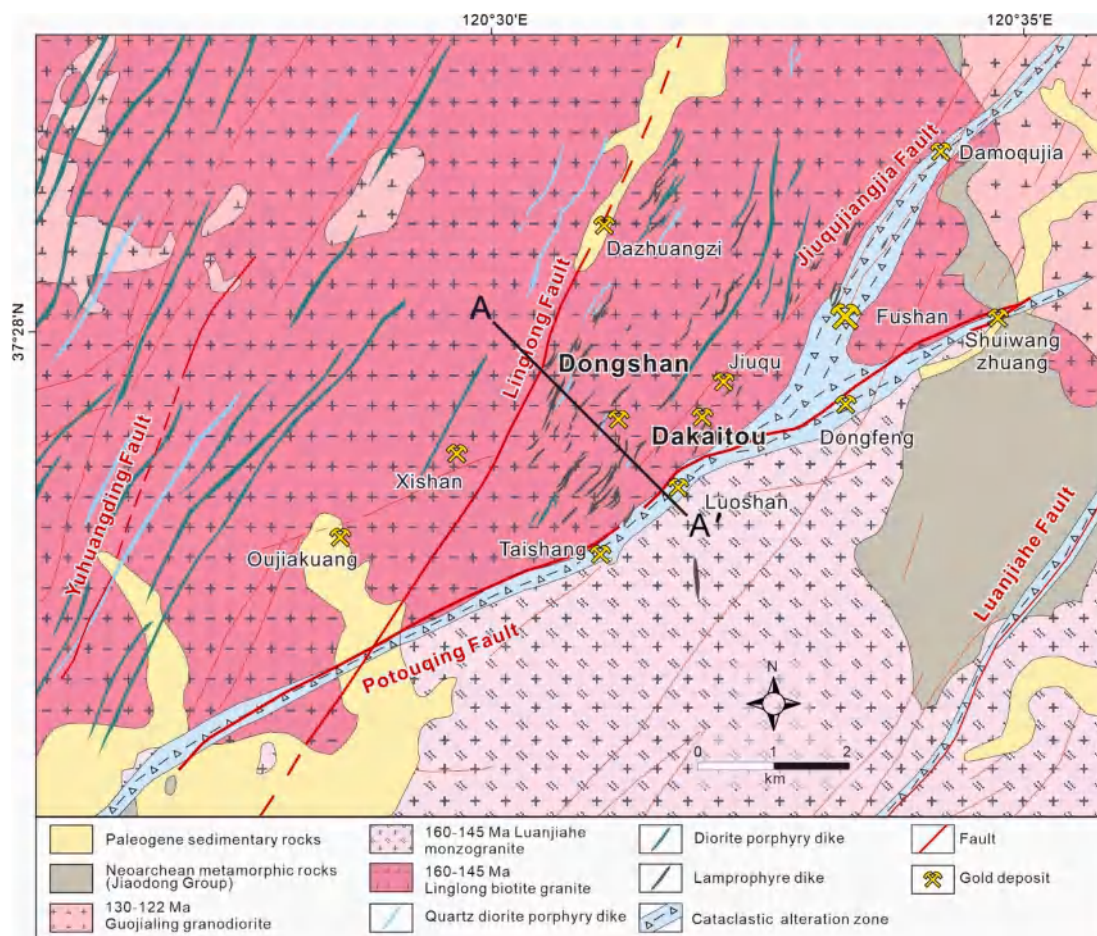 120°30'E
120°35'E
37°28'N
Damoqujia
Jiuqujiangjia Fault
Dazhuangzi
Linglong Fault
A
Fushan
Shuiwang
zhuang
Dongshan
Jiuqu
Dakaitou
Dongfeng
Xishan
Luoshan
A'
Yuhuangding Fault
Oujiakuang
Taishang
Luanjiahe Fault
Potouqing Fault
N
0 1 2
km
Paleogene sedimentary rocks
Neoarchean metamorphic rocks
(Jiaodong Group)
130-122 Ma
Guojialing granodiorite
160-145 Ma Luanjiahe
monzogranite
160-145 Ma
Linglong biotite granite
Quartz diorite porphyry dike
Diorite porphyry dike
Lamprophyre dike
Cataclastic alteration zone
Fault
Gold deposit